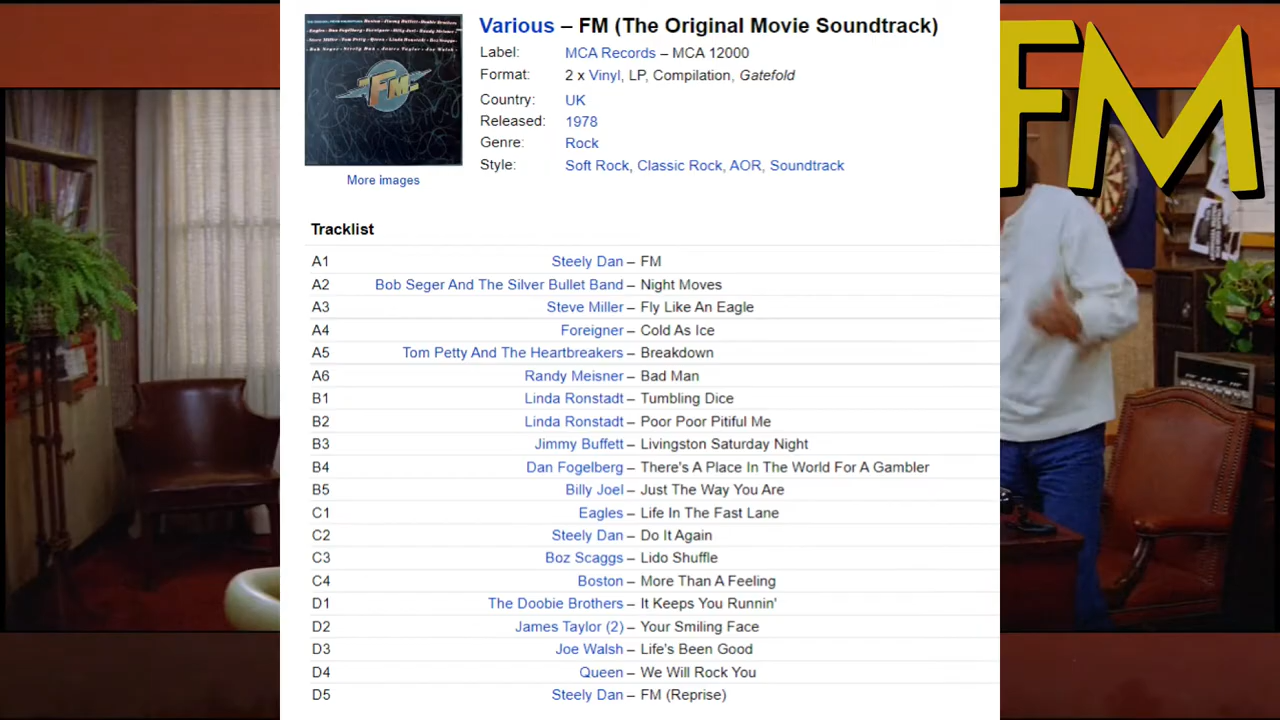 Various – FM (The Original Movie Soundtrack)
Label: MCA Records – MCA 12000
Format: 2 x Vinyl, LP, Compilation, Gatefold
Country: UK
Released: 1978
Genre: Rock
Style: Soft Rock, Classic Rock, AOR, Soundtrack
More images
FM
FM
Tracklist
A1 Steely Dan – FM
A2 Bob Seger And The Silver Bullet Band – Night Moves
A3 Steve Miller – Fly Like An Eagle
A4 Foreigner – Cold As Ice
A5 Tom Petty And The Heartbreakers – Breakdown
A6 Randy Meisner – Bad Man
B1 Linda Ronstadt – Tumbling Dice
B2 Linda Ronstadt – Poor Poor Pitiful Me
B3 Jimmy Buffett – Livingston Saturday Night
B4 Dan Fogelberg – There's A Place In The World For A Gambler
B5 Billy Joel – Just The Way You Are
C1 Eagles – Life In The Fast Lane
C2 Steely Dan – Do It Again
C3 Boz Scaggs – Lido Shuffle
C4 Boston – More Than A Feeling
D1 The Doobie Brothers – It Keeps You Runnin'
D2 James Taylor (2) – Your Smiling Face
D3 Joe Walsh – Life's Been Good
D4 Queen – We Will Rock You
D5 Steely Dan – FM (Reprise)